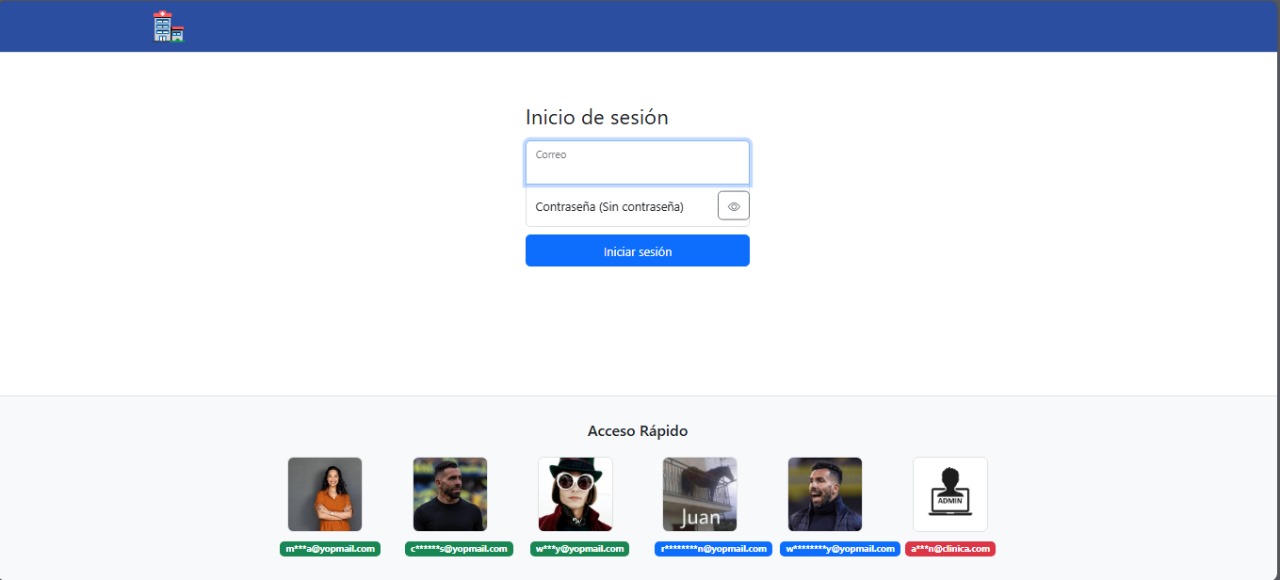 Inicio de sesión
Correo
Contraseña (Sin contraseña)
Iniciar sesión
Acceso Rápido
Juan
ADMIN
m***a@yopmail.com
c******s@yopmail.com
w***y@yopmail.com
r********n@yopmail.com
w********y@yopmail.com
a***n@clinica.com